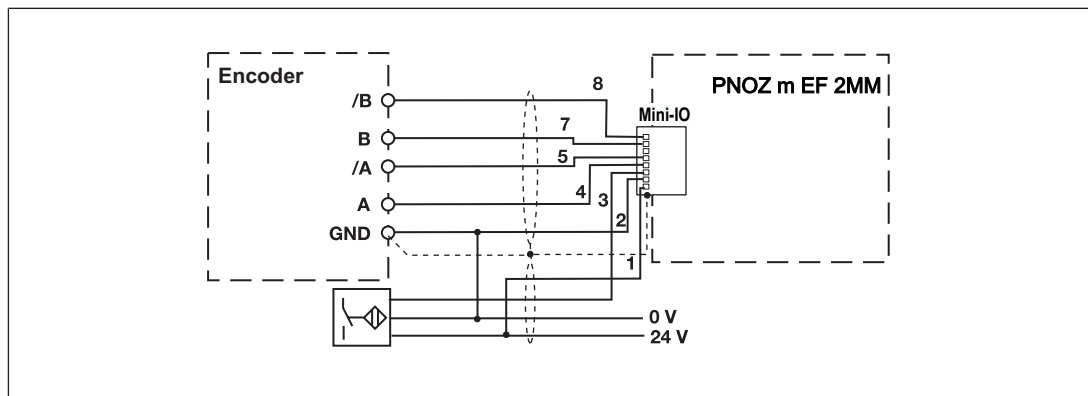 Encoder
PNOZ m EF 2MM
Mini-IO
/B
8
B
7
/A
5
A
4
3
GND
2
1
0 V
24 V